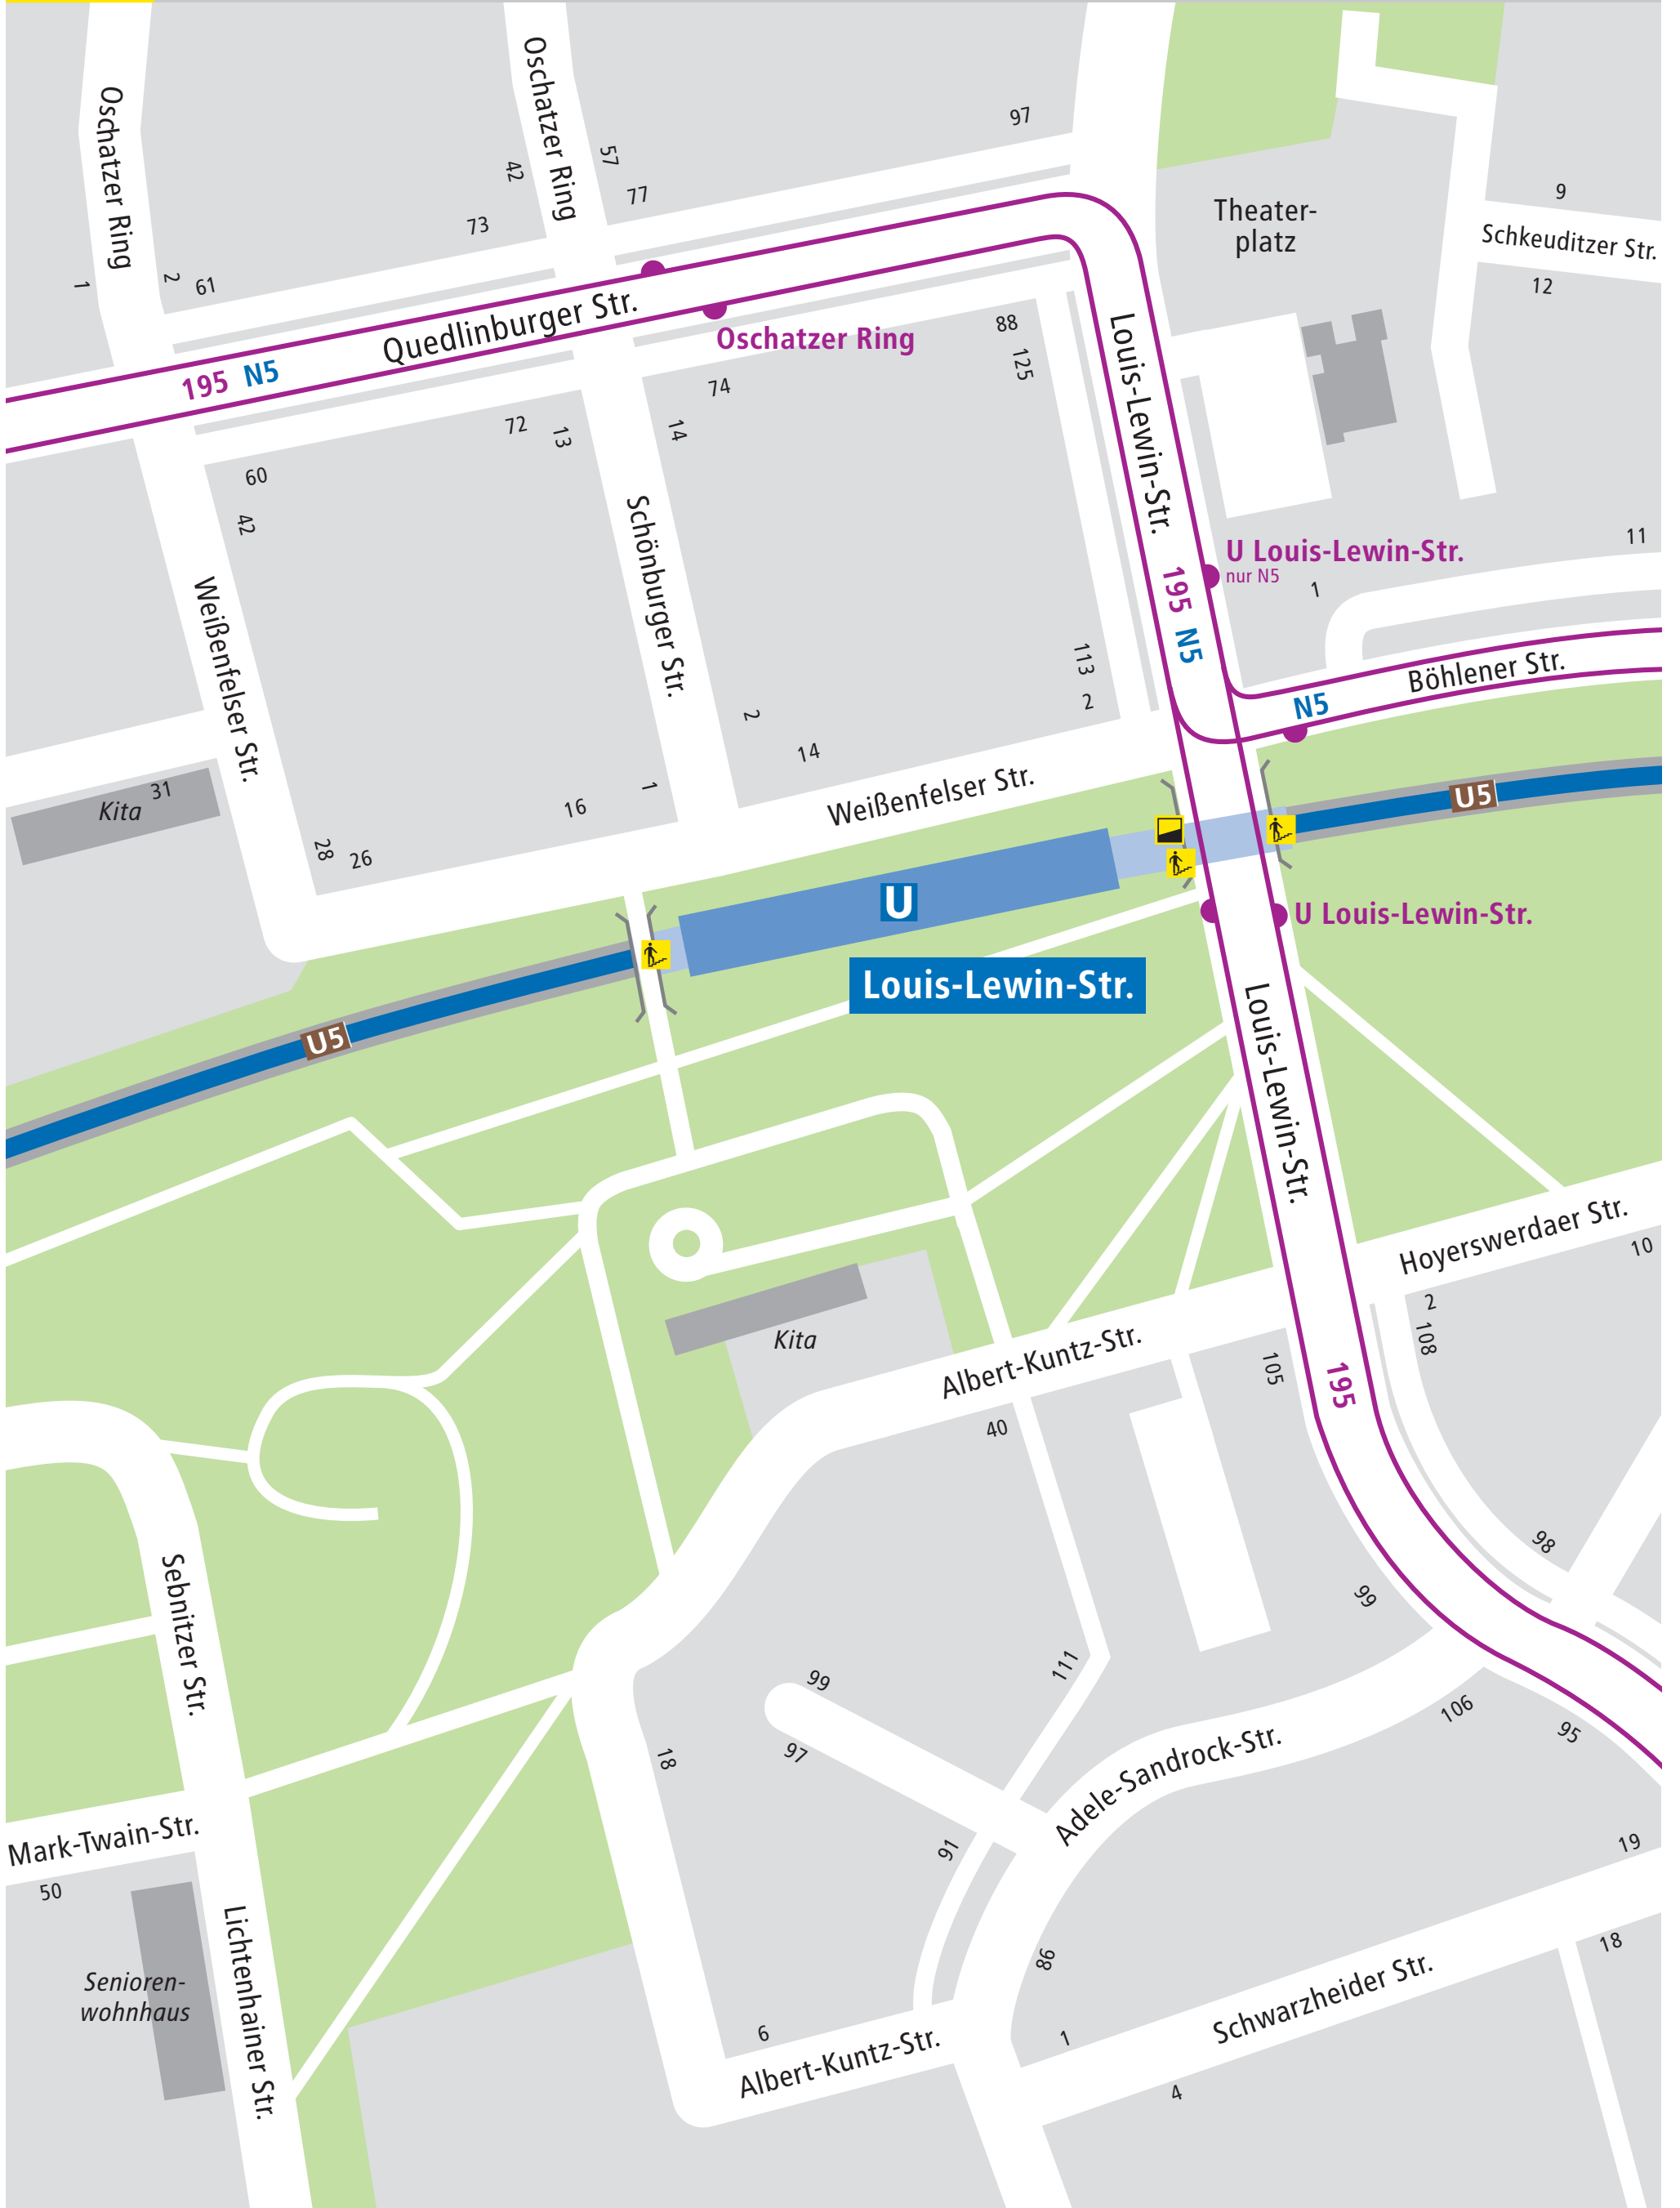 Oschatzer Ring
Oschatzer Ring
97
57
42
77
73
9
Theater-
platz
Schkeuditzer Str.
12
1
2
61
Quedlinburger Str.
195 N5
Oschatzer Ring
88
125
Louis-Lewin-Str.
74
72
13
14
60
42
Schönburger Str.
Weißenfelser Str.
195 N5
U Louis-Lewin-Str.
nur N5
11
1
113
2
Böhlener Str.
N5
2
14
Weißenfelser Str.
1
16
31
Kita
28
26
U5
U
U Louis-Lewin-Str.
Louis-Lewin-Str.
U5
Louis-Lewin-Str.
Hoyerswerdaer Str.
10
2
108
Kita
Albert-Kuntz-Str.
105
195
40
98
99
Sebnitzer Str.
111
99
97
18
106
95
Adele-Sandrock-Str.
Mark-Twain-Str.
50
91
19
Lichtenhainer Str.
Senioren-
wohnhaus
86
18
Schwarzheider Str.
6
1
Albert-Kuntz-Str.
4